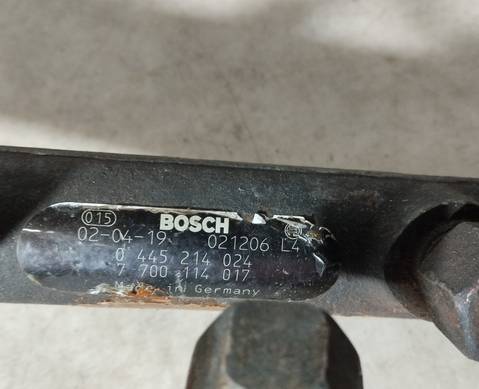 015 BOSCH
02-04-19 021206 L4
0 445 214 024
7 700 114 017
Made in Germany